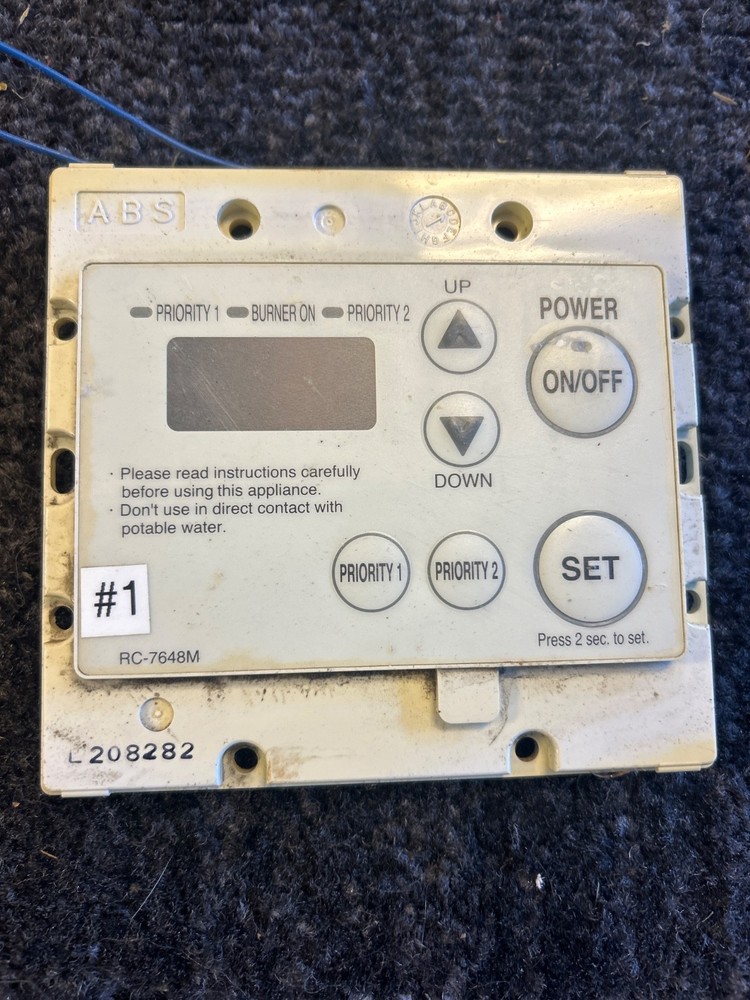 ABS
UP
PRIORITY 1 BURNER ON PRIORITY 2
POWER
ON/OFF
DOWN
· Please read instructions carefully
before using this appliance.
· Don't use in direct contact with
potable water.
PRIORITY 1
PRIORITY 2
SET
Press 2 sec. to set.
#1
RC-7648M
L208282